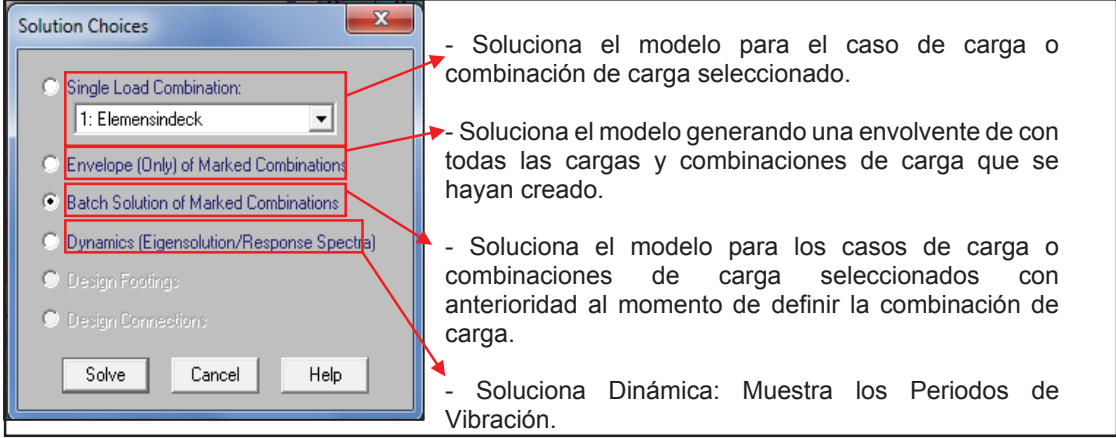 Solution Choices
X
Single Load Combination:
1: Elemensindeck
Envelope (Only) of Marked Combinations
Batch Solution of Marked Combinations
Dynamics (Eigensolution/Response Spectra)
Design Footings
Design Connections
Solve Cancel Help
- Soluciona el modelo para el caso de carga o
combinación de carga seleccionado.
- Soluciona el modelo generando una envolvente de con
todas las cargas y combinaciones de carga que se
hayan creado.
- Soluciona el modelo para los casos de carga o
combinaciones de carga seleccionados con
anterioridad al momento de definir la combinación de
carga.
- Soluciona Dinámica: Muestra los Periodos de
Vibración.